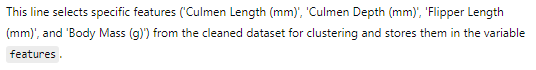 This line selects specific features ('Culmen Length (mm)', 'Culmen Depth (mm)', 'Flipper Length
(mm)', and 'Body Mass (g)') from the cleaned dataset for clustering and stores them in the variable
features .